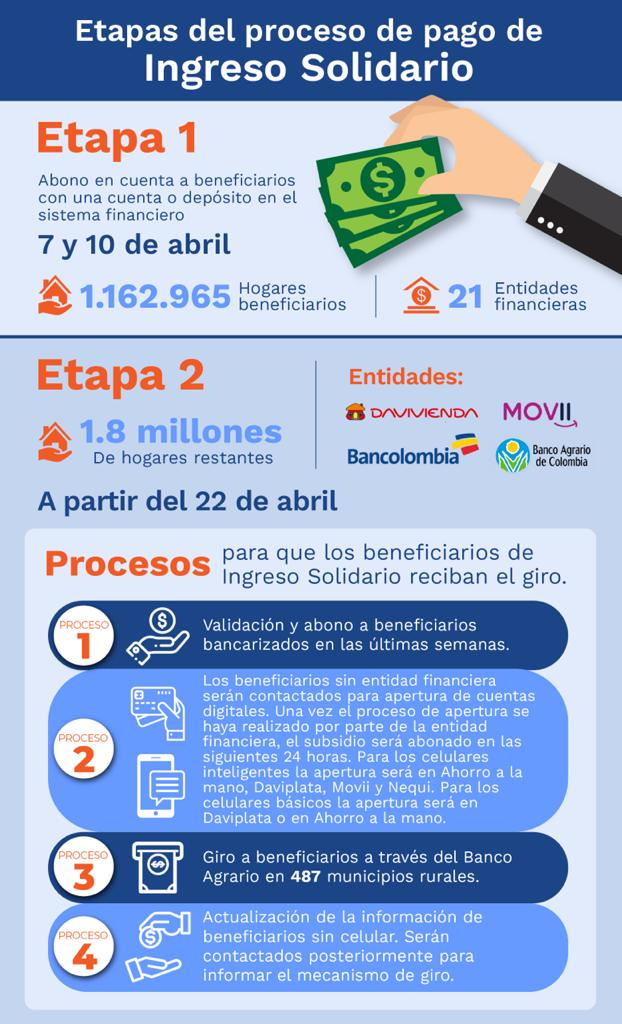 Etapas del proceso de pago de
Ingreso Solidario
Etapa 1
Abono en cuenta a beneficiarios
con una cuenta o depósito en el
sistema financiero
7 y 10 de abril
1.162.965 Hogares
beneficiarios
21 Entidades
financieras
Etapa 2
1.8 millones
De hogares restantes
A partir del 22 de abril
Entidades:
DAVIVIENDA
MOVII
Bancolombia
Banco Agrario
de Colombia
Procesos para que los beneficiarios de
Ingreso Solidario reciban el giro.
PROCESO
1
Validación y abono a beneficiarios
bancarizados en las últimas semanas.
PROCESO
2
Los beneficiarios sin entidad financiera
serán contactados para apertura de cuentas
digitales. Una vez el proceso de apertura se
haya realizado por parte de la entidad
financiera, el subsidio será abonado en las
siguientes 24 horas. Para los celulares
inteligentes la apertura será en Ahorro a la
mano, Daviplata, Movii y Nequi. Para los
celulares básicos la apertura será en
Daviplata o en Ahorro a la mano.
PROCESO
3
Giro a beneficiarios a través del Banco
Agrario en 487 municipios rurales.
PROCESO
4
Actualización de la información de
beneficiarios sin celular. Serán
contactados posteriormente para
informar el mecanismo de giro.